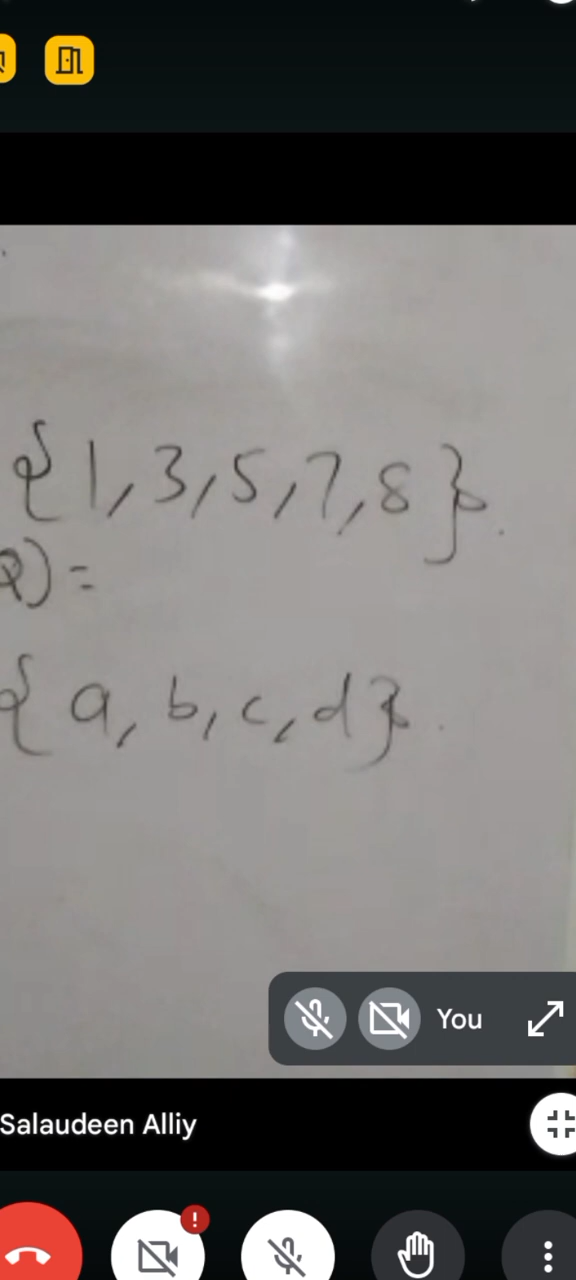 {1,3,5,7,8}.
Q)=
{a,b,c,d}.
You
Salaudeen Alliy
!